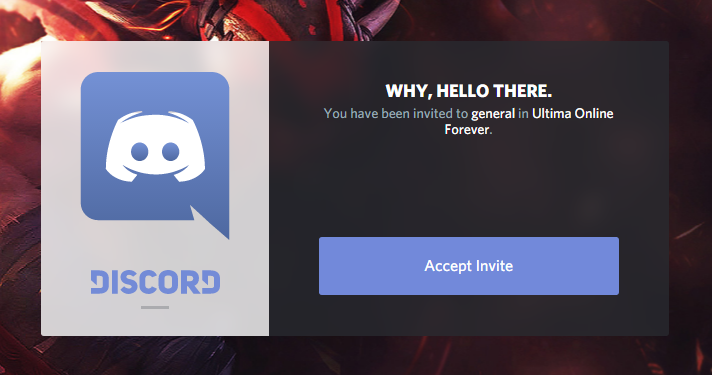 WHY, HELLO THERE.
You have been invited to general in Ultima Online
Forever.
Accept Invite
DISCORD